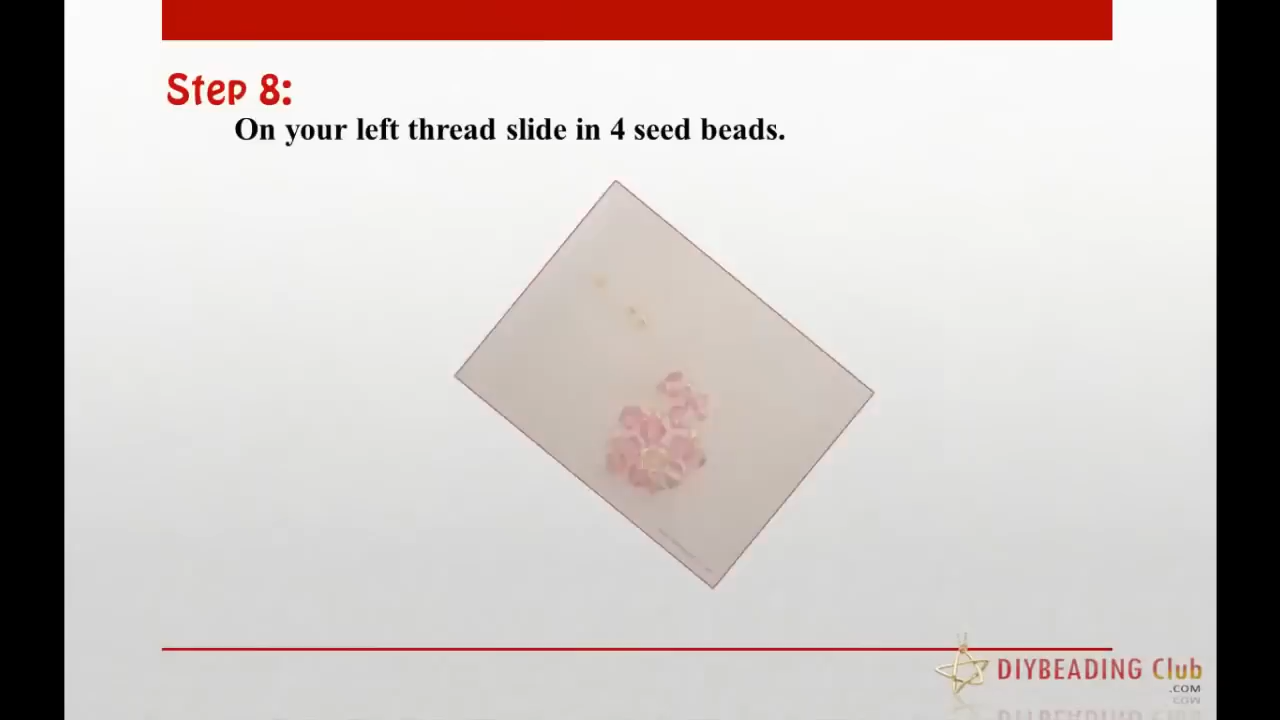 Step 8:
On your left thread slide in 4 seed beads.
DIYBEADING Club
.COM